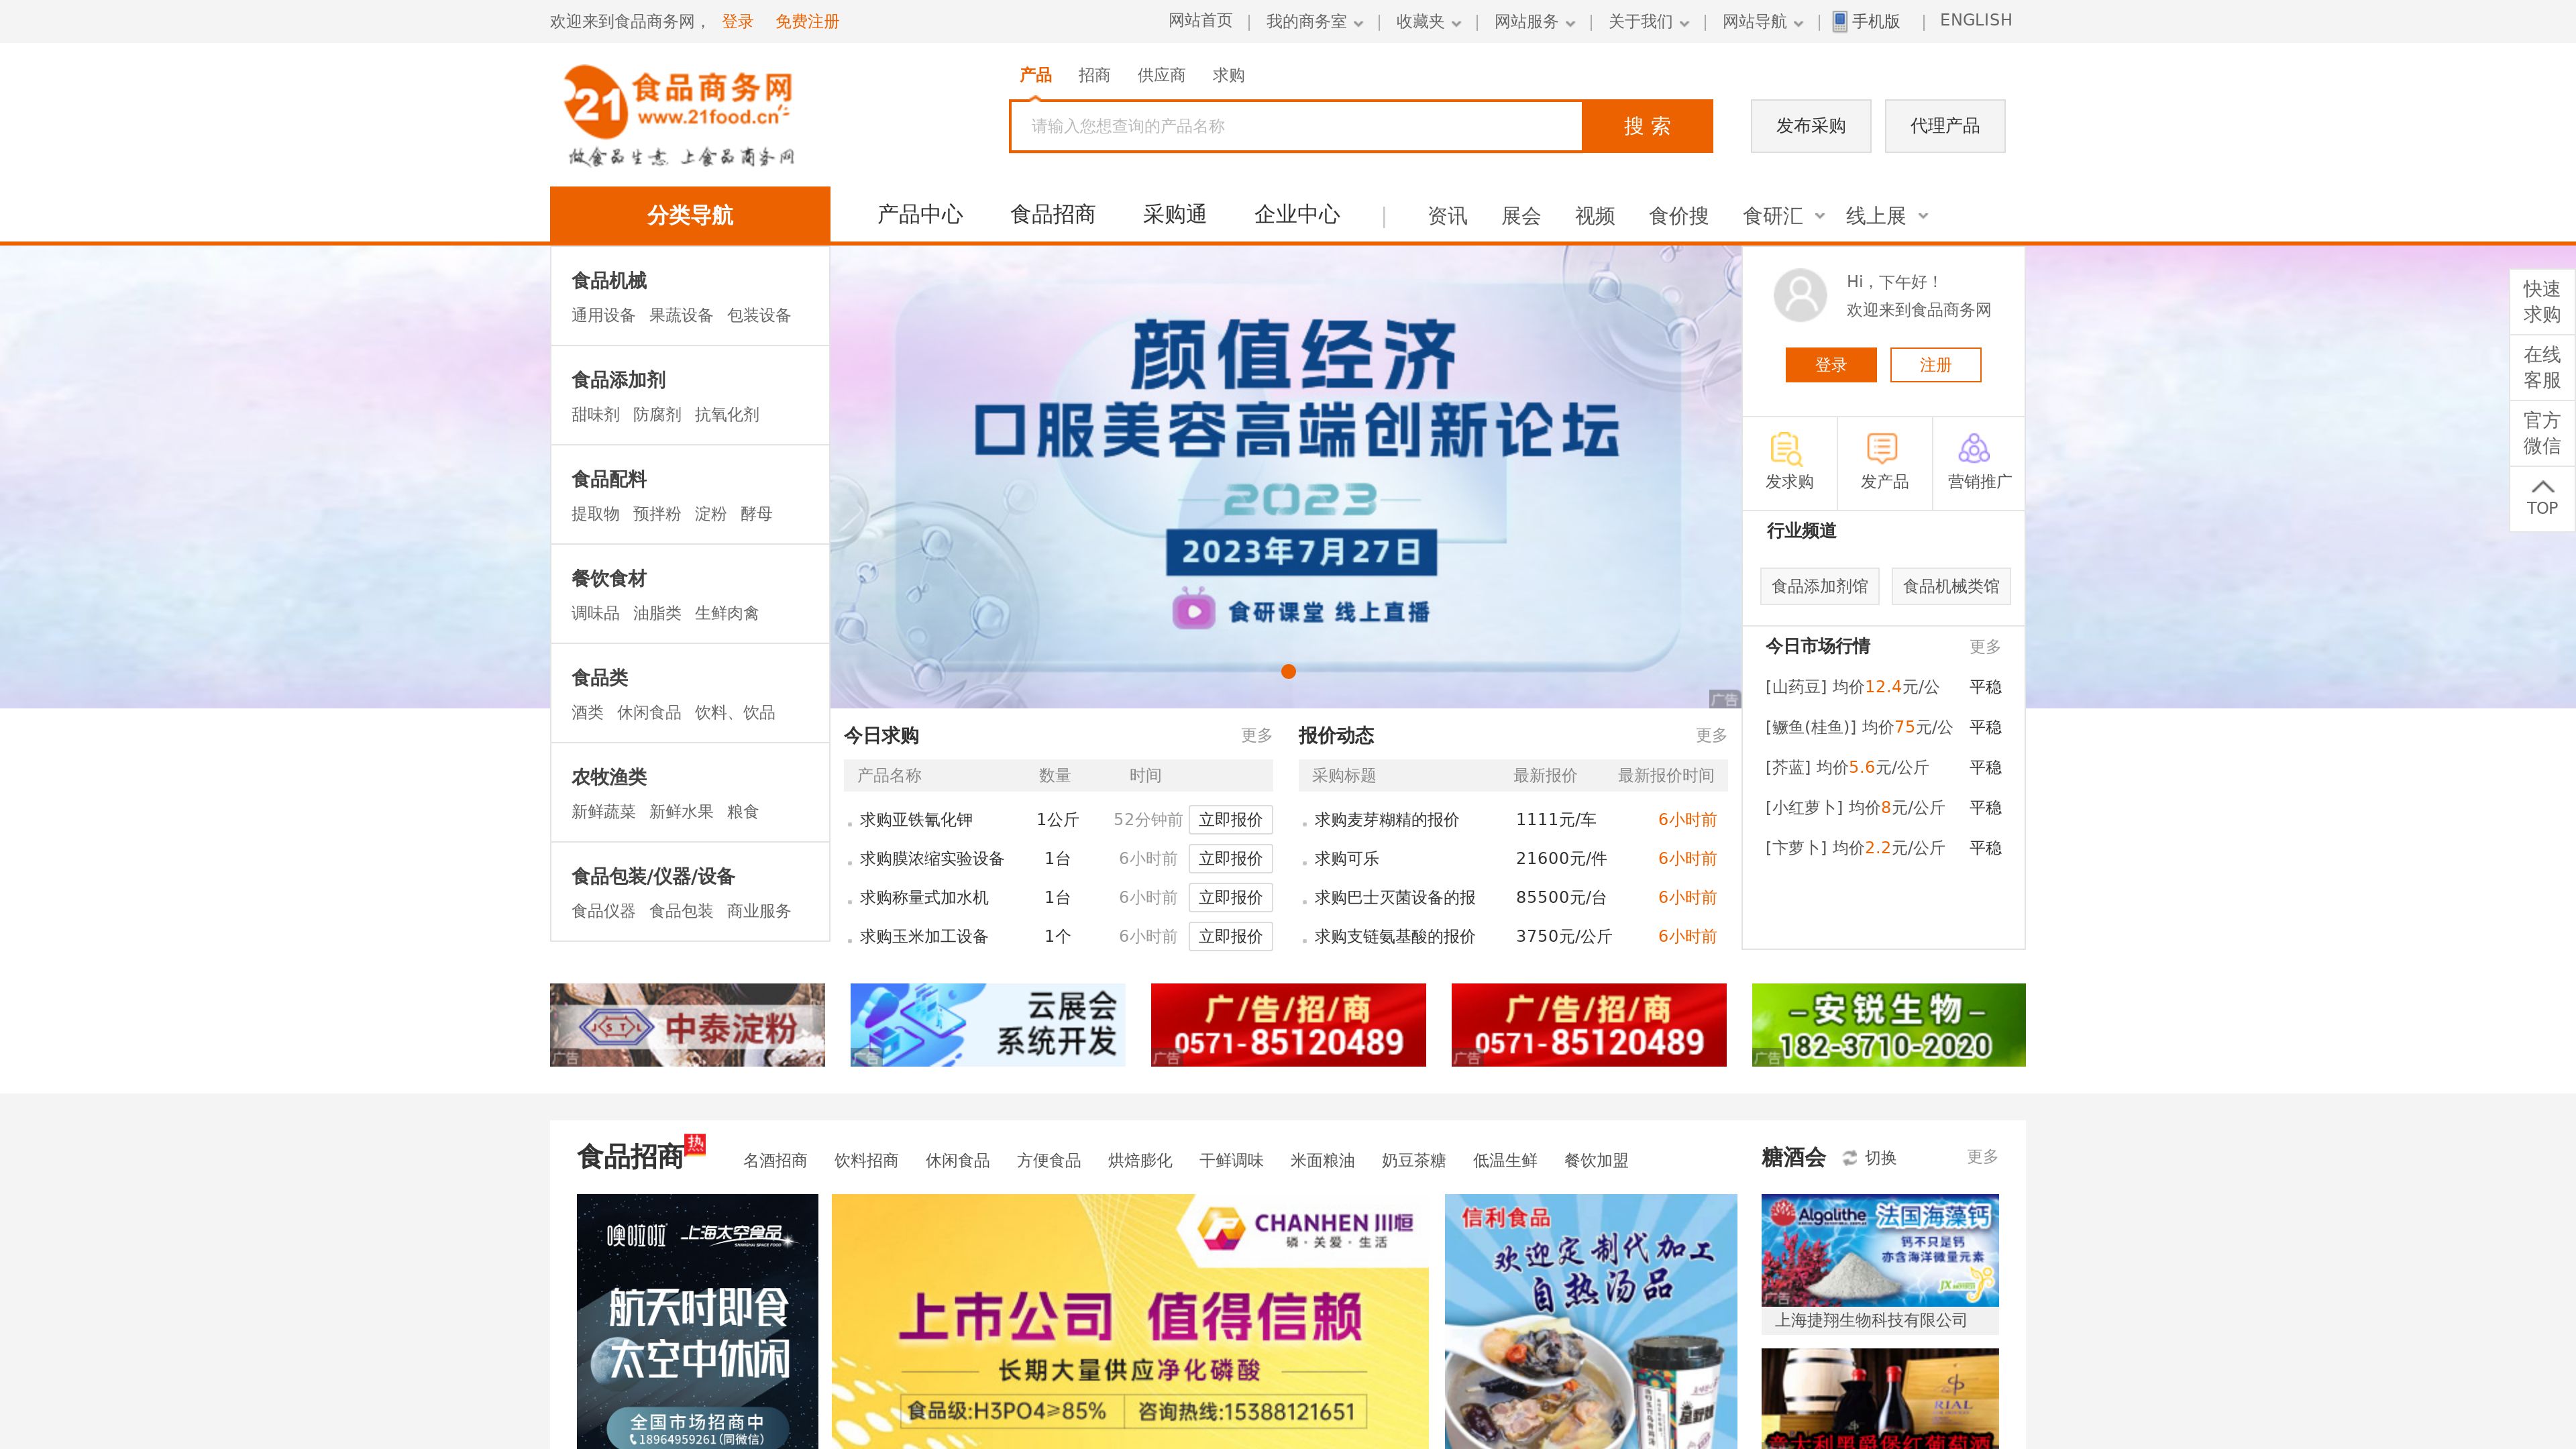 欢迎来到食品商务网， 登录 免费注册
网站首页 | 我的商务室 | 收藏夹 | 网站服务 | 关于我们 | 网站导航 | 手机版 | ENGLISH
21 食品商务网
www.21food.cn
做食品生意 上食品商务网
产品 招商 供应商 求购
请输入您想查询的产品名称
搜 索
发布采购 代理产品
分类导航 产品中心 食品招商 采购通 企业中心 | 资讯 展会 视频 食价搜 食研汇 线上展
食品机械
通用设备 果蔬设备 包装设备
食品添加剂
甜味剂 防腐剂 抗氧化剂
食品配料
提取物 预拌粉 淀粉 酵母
餐饮食材
调味品 油脂类 生鲜肉禽
食品类
酒类 休闲食品 饮料、饮品
农牧渔类
新鲜蔬菜 新鲜水果 粮食
食品包装/仪器/设备
食品仪器 食品包装 商业服务
颜值经济
口服美容高端创新论坛
2023
2023年7月27日
食研课堂 线上直播
广告
Hi，下午好！
欢迎来到食品商务网
登录 注册
发求购 发产品 营销推广
行业频道
食品添加剂馆 食品机械类馆
今日市场行情 更多
[山药豆] 均价12.4元/公 平稳
[鳜鱼(桂鱼)] 均价75元/公 平稳
[芥蓝] 均价5.6元/公斤 平稳
[小红萝卜] 均价8元/公斤 平稳
[卞萝卜] 均价2.2元/公斤 平稳
快速
求购
在线
客服
官方
微信
TOP
今日求购 更多
产品名称 数量 时间
求购亚铁氰化钾 1公斤 52分钟前 立即报价
求购膜浓缩实验设备 1台 6小时前 立即报价
求购称量式加水机 1台 6小时前 立即报价
求购玉米加工设备 1个 6小时前 立即报价
报价动态 更多
采购标题 最新报价 最新报价时间
求购麦芽糊精的报价 1111元/车 6小时前
求购可乐 21600元/件 6小时前
求购巴士灭菌设备的报 85500元/台 6小时前
求购支链氨基酸的报价 3750元/公斤 6小时前
JSTL 中泰淀粉
广告
云展会
系统开发
广告
广/告/招/商
0571-85120489
广告
广/告/招/商
0571-85120489
广告
安锐生物
182-3710-2020
广告
食品招商 热 名酒招商 饮料招商 休闲食品 方便食品 烘焙膨化 干鲜调味 米面粮油 奶豆茶糖 低温生鲜 餐饮加盟
糖酒会 切换 更多
噢啦啦 上海太空食品
SHANGHAI SPACE FOOD
航天时即食
太空中休闲
全国市场招商中
18964959261(同微信)
CHANHEN 川恒
磷·关爱·生活
上市公司 值得信赖
长期大量供应净化磷酸
食品级:H3PO4≥85% 咨询热线:15388121651
信利食品
欢迎定制代加工
自热汤品
Algalithe 法国海藻钙
钙不只是钙
亦含海洋微量元素
JX
广告
上海捷翔生物科技有限公司
RIAL
意大利黑爵堡红葡萄酒